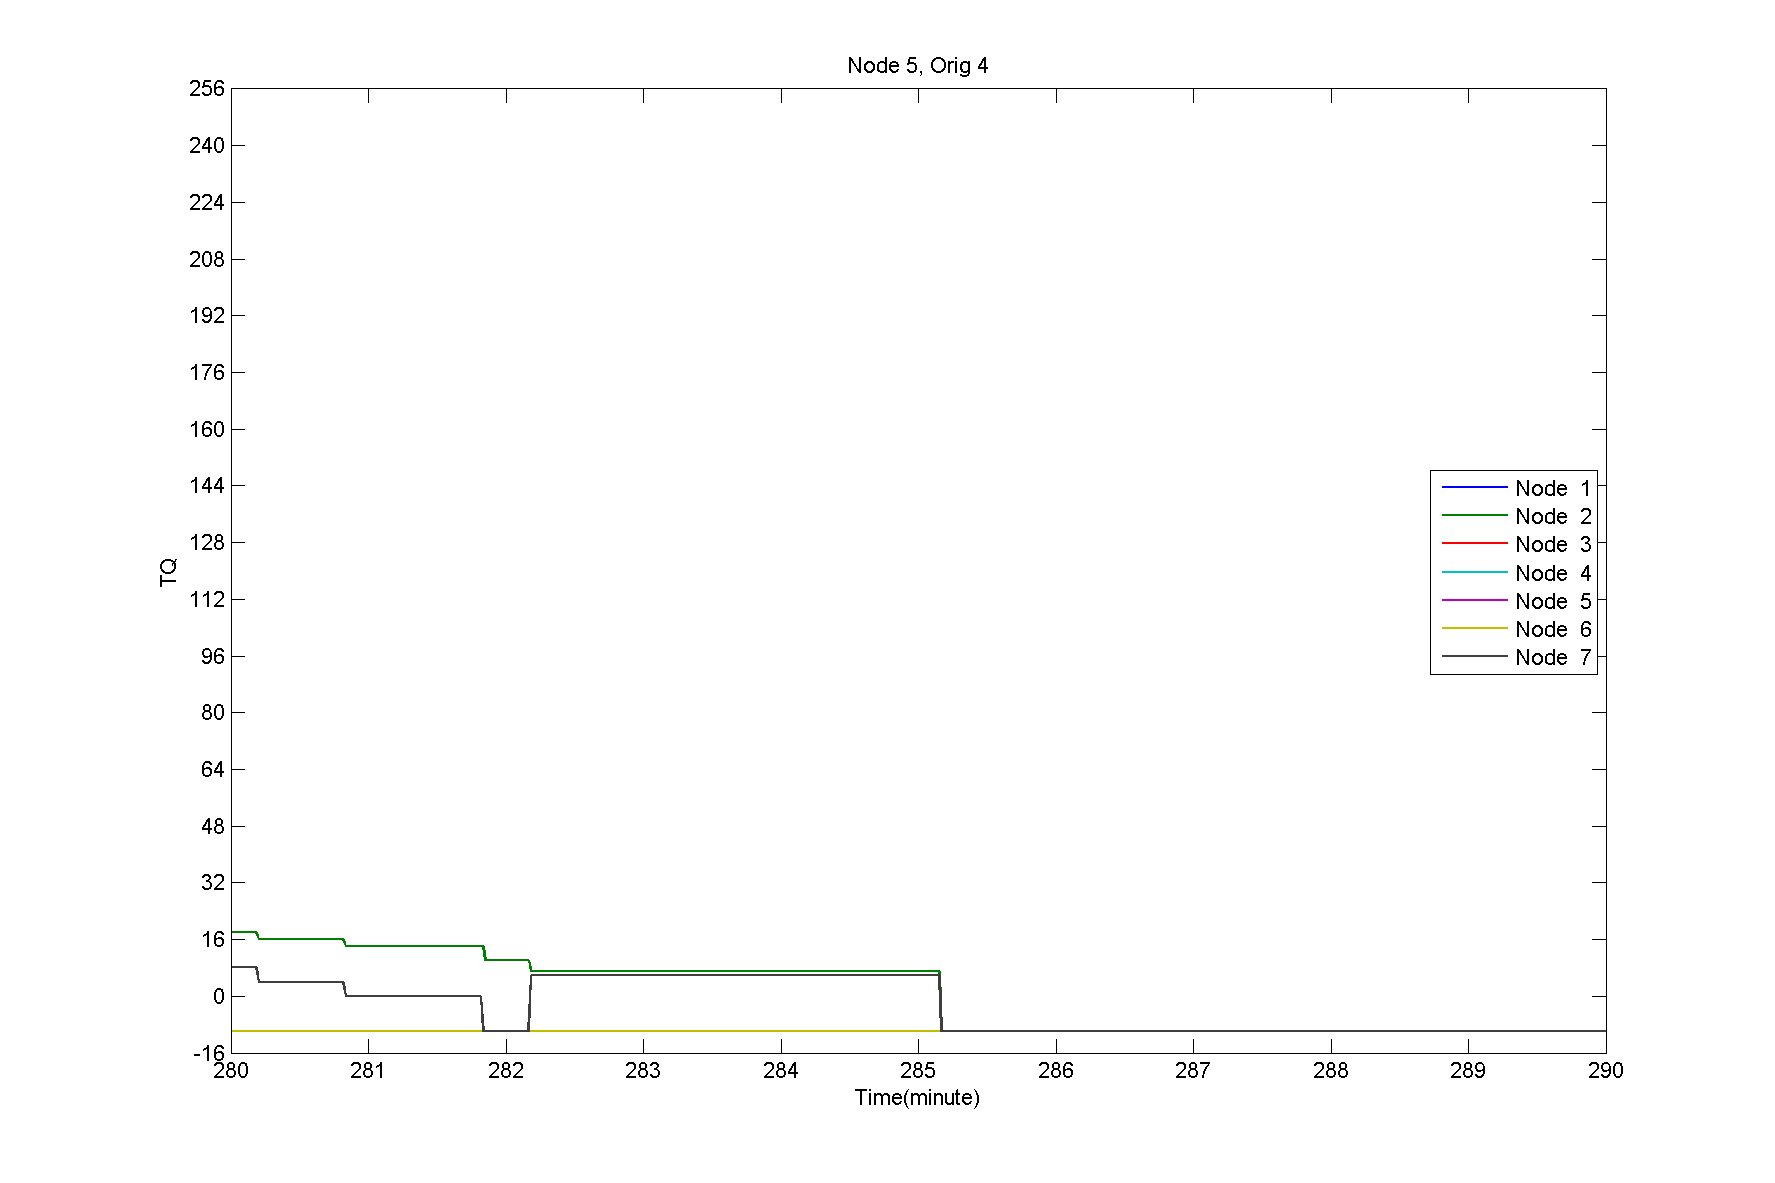 Node 5, Orig 4
256
240
224
208
192
176
160
144
128
112
96
80
64
48
32
16
0
-16
TQ
Node 1
Node 2
Node 3
Node 4
Node 5
Node 6
Node 7
280 281 282 283 284 285 286 287 288 289 290
Time(minute)